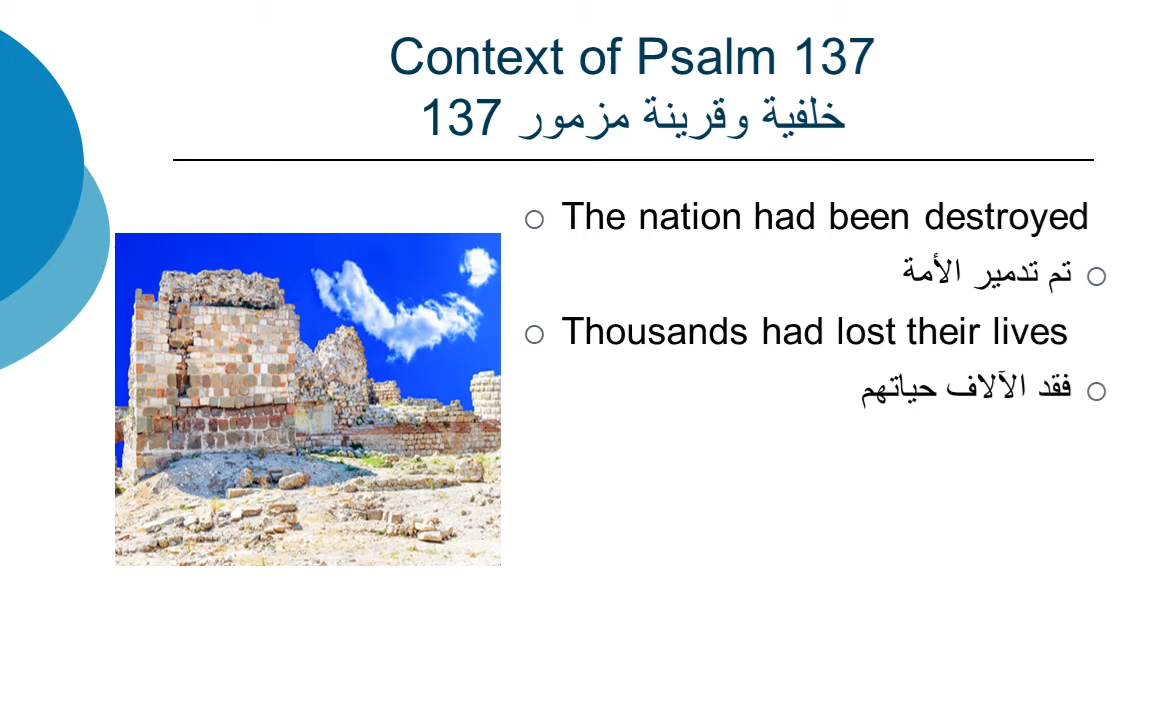 Context of Psalm 137
خلفية وقرينة مزمور 137
The nation had been destroyed
تم تدمير الأمة
Thousands had lost their lives
فقد الآلاف حياتهم